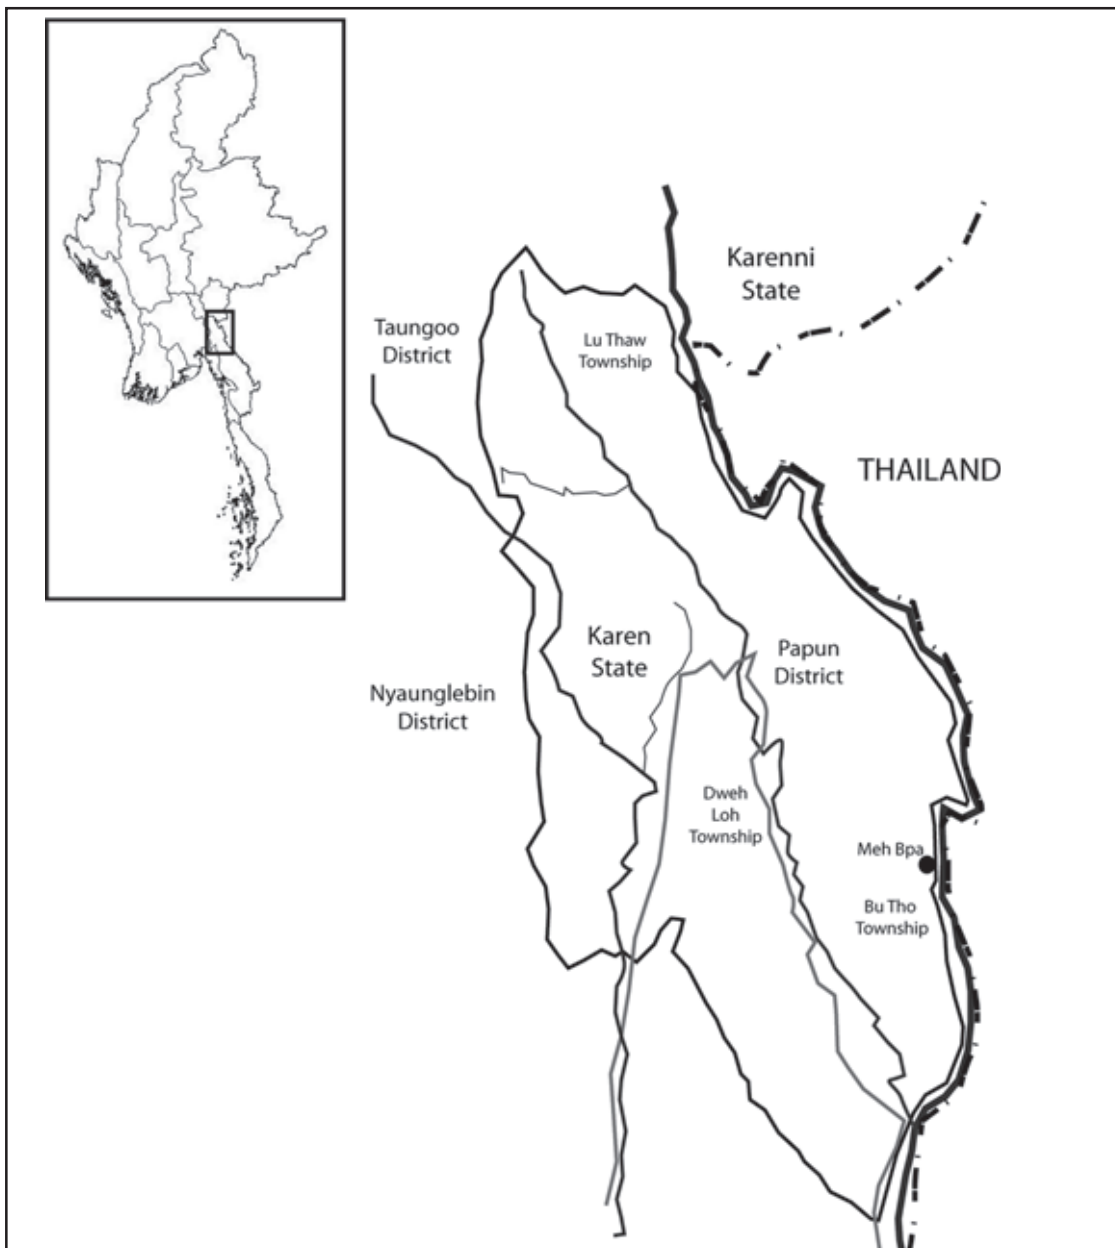 Karenni
State
Taungoo
District
Lu Thaw
Township
THAILAND
Karen
State
Papun
District
Nyaunglebin
District
Dweh
Loh
Township
Meh Bpa
Bu Tho
Township